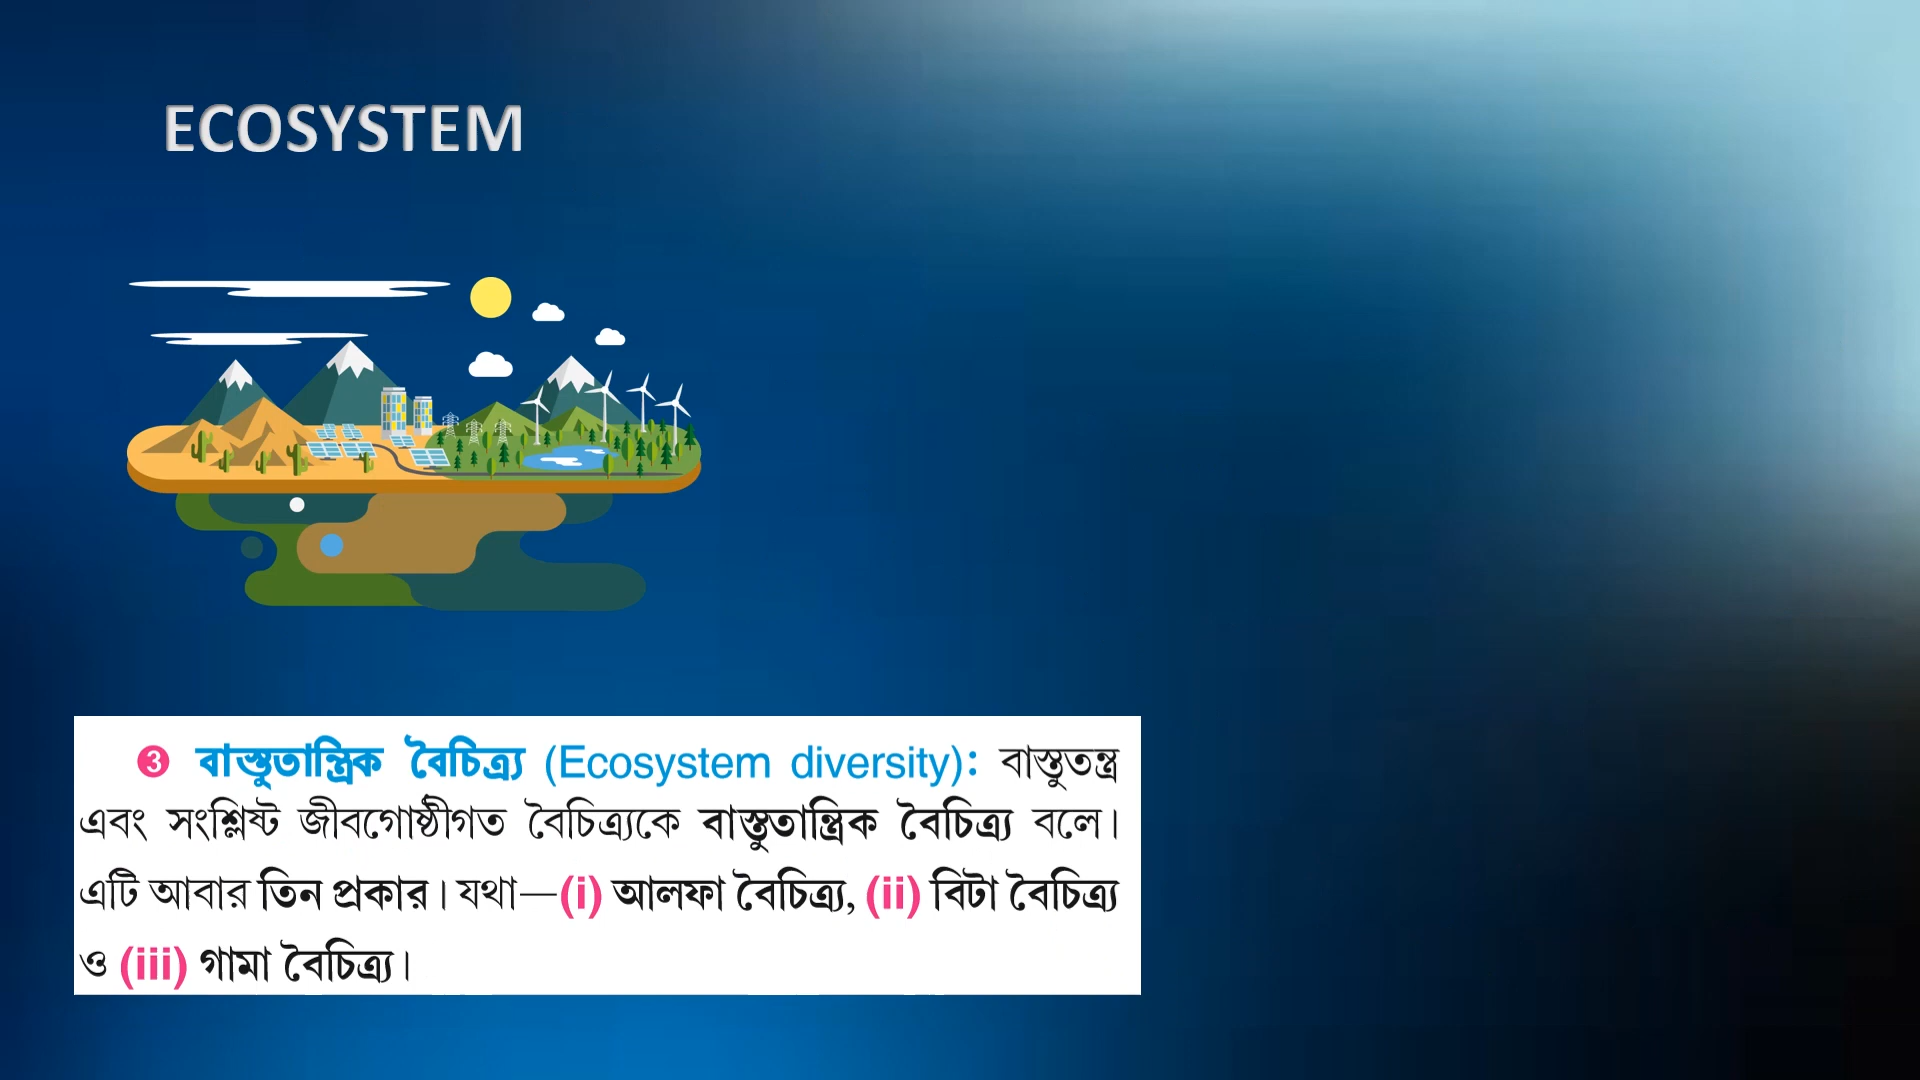 ECOSYSTEM
3 বাস্তুতান্ত্রিক বৈচিত্র্য (Ecosystem diversity): বাস্তুতন্ত্র
এবং সংশ্লিষ্ট জীবগোষ্ঠীগত বৈচিত্র্যকে বাস্তুতান্ত্রিক বৈচিত্র্য বলে।
এটি আবার তিন প্রকার। যথা—(i) আলফা বৈচিত্র্য, (ii) বিটা বৈচিত্র্য
ও (iii) গামা বৈচিত্র্য।